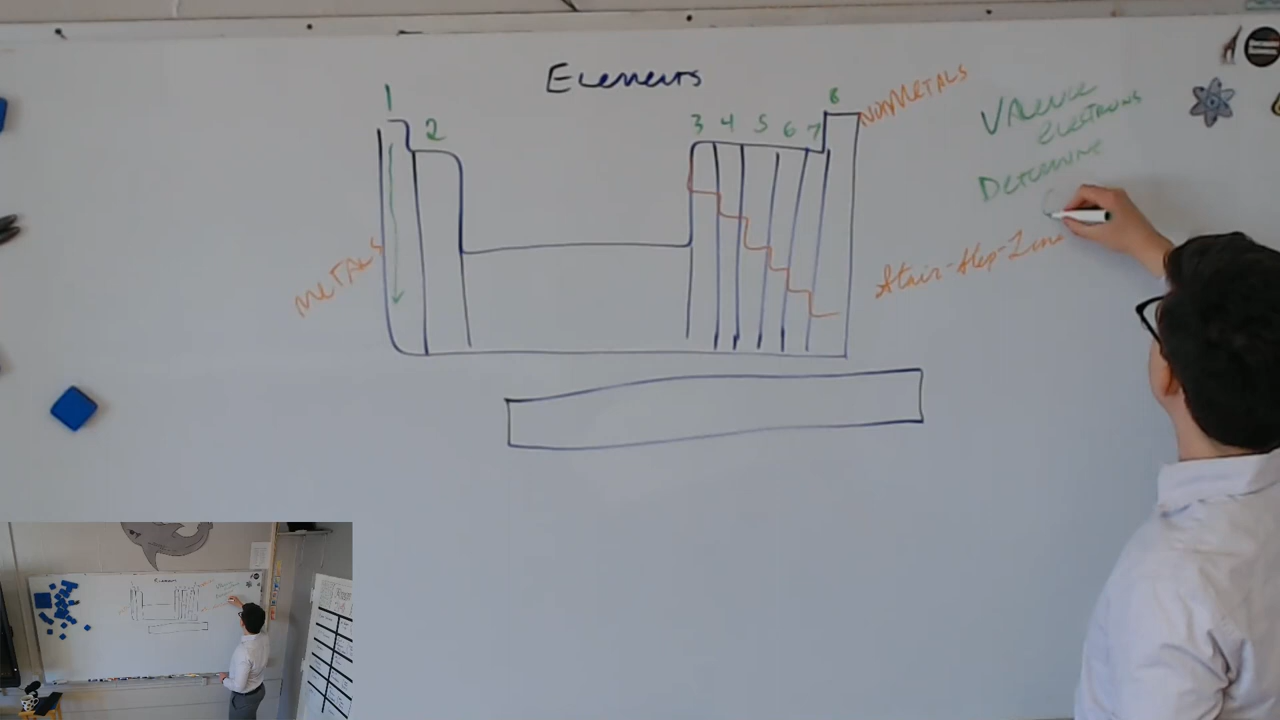 Elements
1
2
3 4 5 6 7
8
NonMetals
Metals
Valence
electrons
Determine
Stair-step-Line